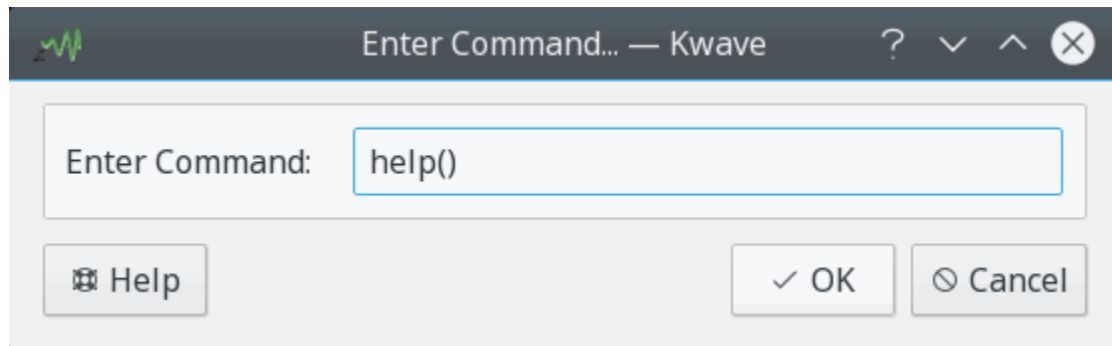 Enter Command... — Kwave
Enter Command: help()
Help OK Cancel